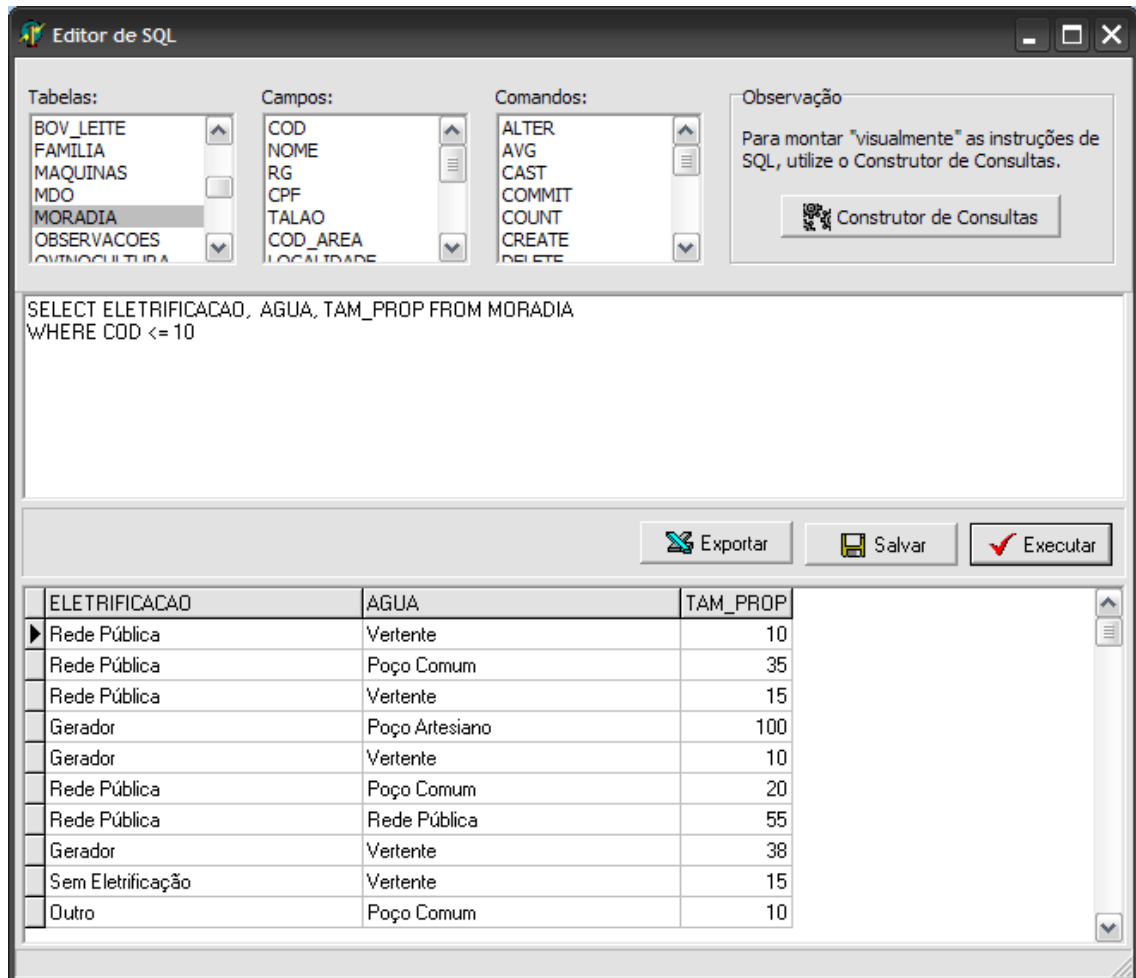 Editor de SQL
Tabelas:
BOV_LEITE
FAMILIA
MAQUINAS
MDO
MORADIA
OBSERVACOES
OVINOCULTURA
Campos:
COD
NOME
RG
CPF
TALAO
COD_AREA
LOCALIDADE
Comandos:
ALTER
AVG
CAST
COMMIT
COUNT
CREATE
DELETE
Observação
Para montar "visualmente" as instruções de
SQL, utilize o Construtor de Consultas.
Construtor de Consultas
SELECT ELETRIFICACAO, AGUA, TAM_PROP FROM MORADIA
WHERE COD <= 10
Exportar Salvar Executar
ELETRIFICACAO AGUA TAM_PROP
Rede Pública Vertente 10
Rede Pública Poço Comum 35
Rede Pública Vertente 15
Gerador Poço Artesiano 100
Gerador Vertente 10
Rede Pública Poço Comum 20
Rede Pública Rede Pública 55
Gerador Vertente 38
Sem Eletrificação Vertente 15
Outro Poço Comum 10